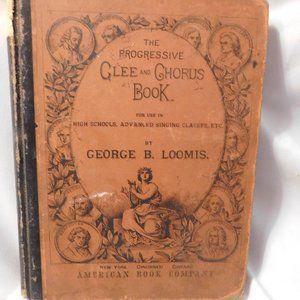 THE
PROGRESSIVE
GLEE AND CHORUS
BOOK.
FOR USE IN
HIGH SCHOOLS, ADVANCED SINGING CLASSES, ETC.
BY
GEORGE B. LOOMIS.
NEW YORK CINCINNATI CHICAGO
AMERICAN BOOK COMPANY